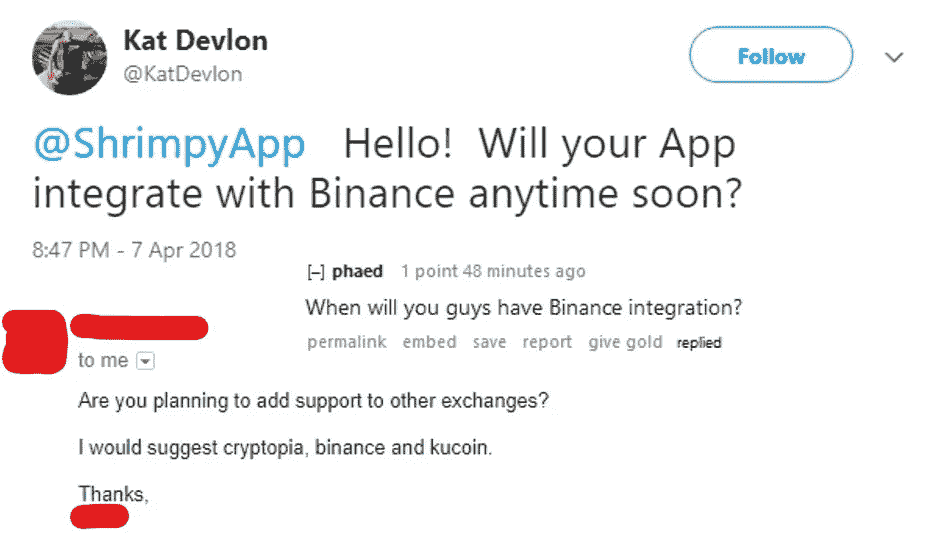 Kat Devlon
@KatDevlon
Follow
@ShrimpyApp Hello! Will your App
integrate with Binance anytime soon?
8:47 PM - 7 Apr 2018
[-] phaed 1 point 48 minutes ago
When will you guys have Binance integration?
permalink embed save report give gold replied
to me
Are you planning to add support to other exchanges?
I would suggest cryptopia, binance and kucoin.
Thanks,